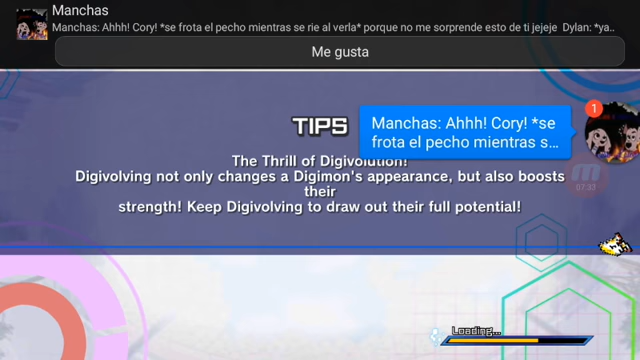 Manchas
Manchas: Ahhh! Cory! *se frota el pecho mientras se rie al verla* porque no me sorprende esto de ti jejeje  Dylan: *ya..
Me gusta
TIPS
1
Manchas: Ahhh! Cory! *se
frota el pecho mientras s...
The Thrill of Digivolution!
Digivolving not only changes a Digimon's appearance, but also boosts
their
strength! Keep Digivolving to draw out their full potential!
07:33
Loading...